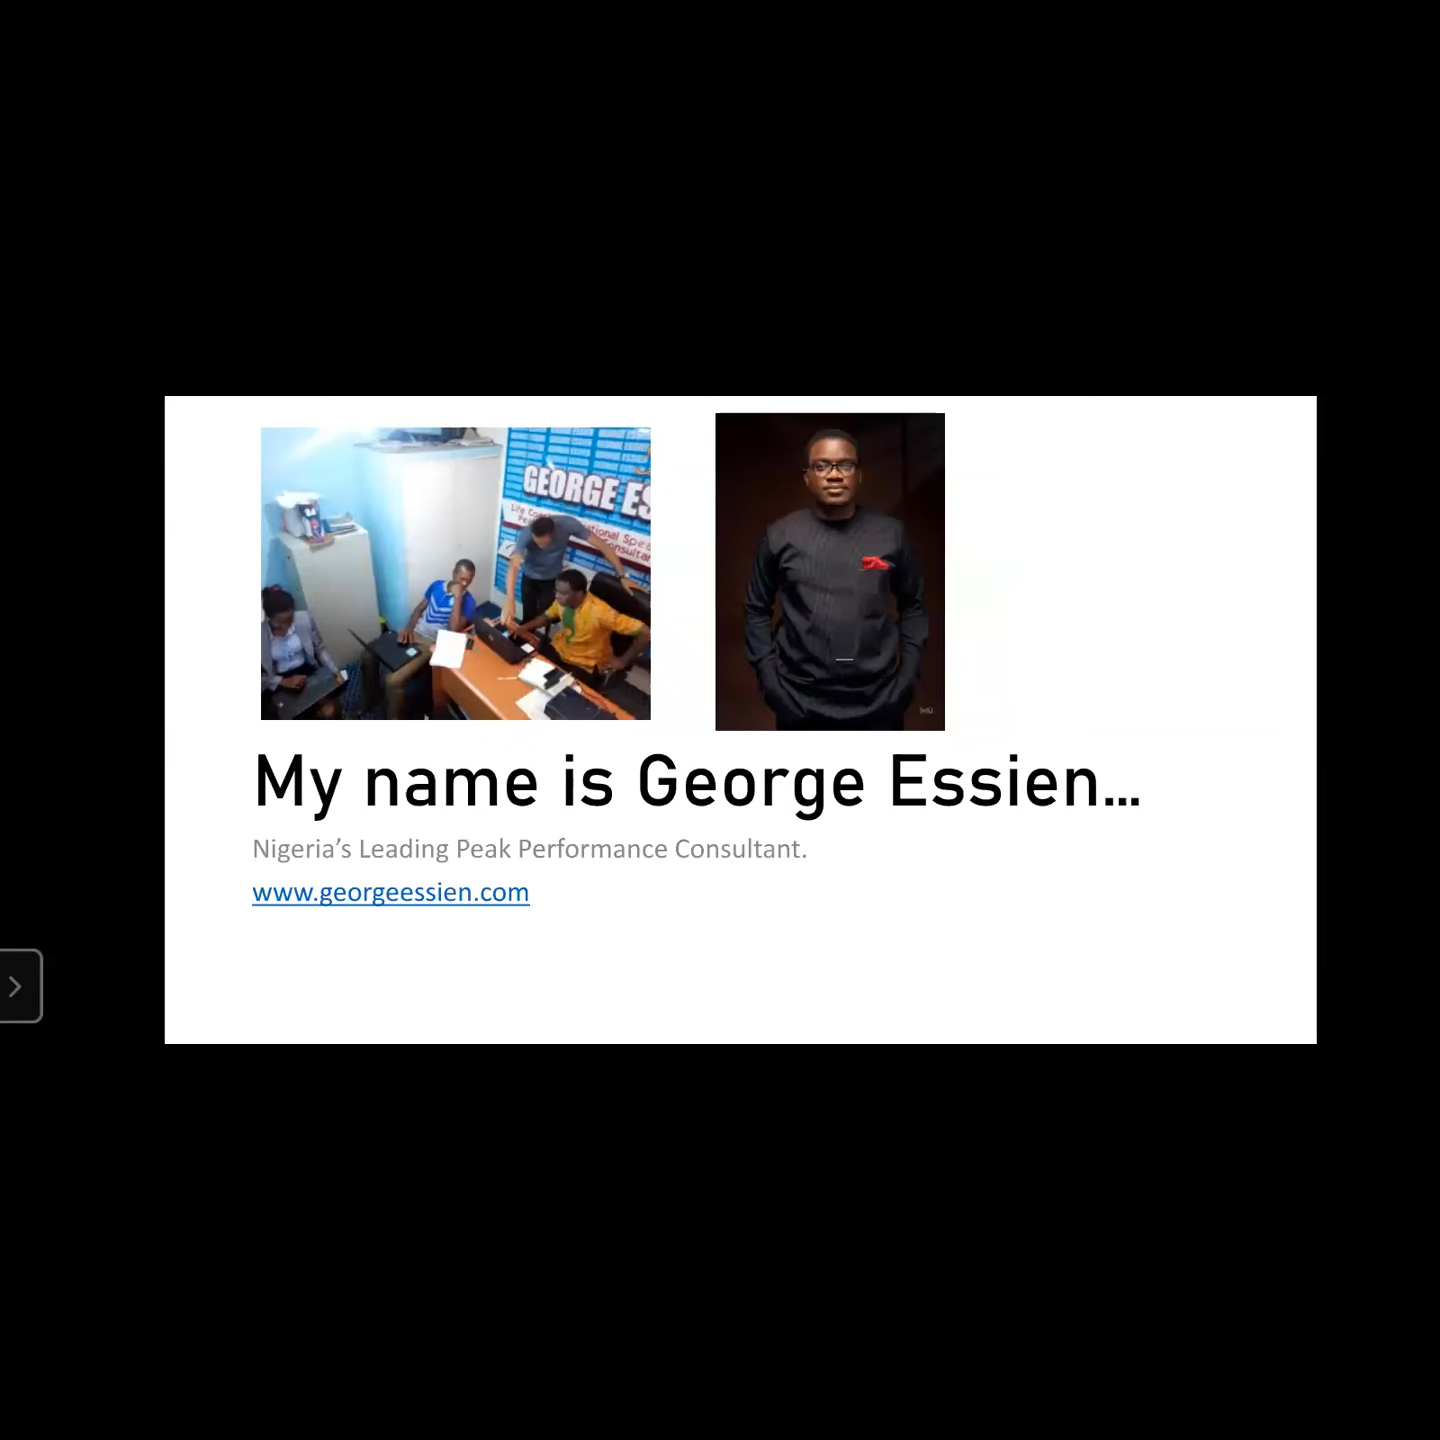 GEORGE ES
My name is George Essien...
Nigeria’s Leading Peak Performance Consultant.
www.georgeessien.com